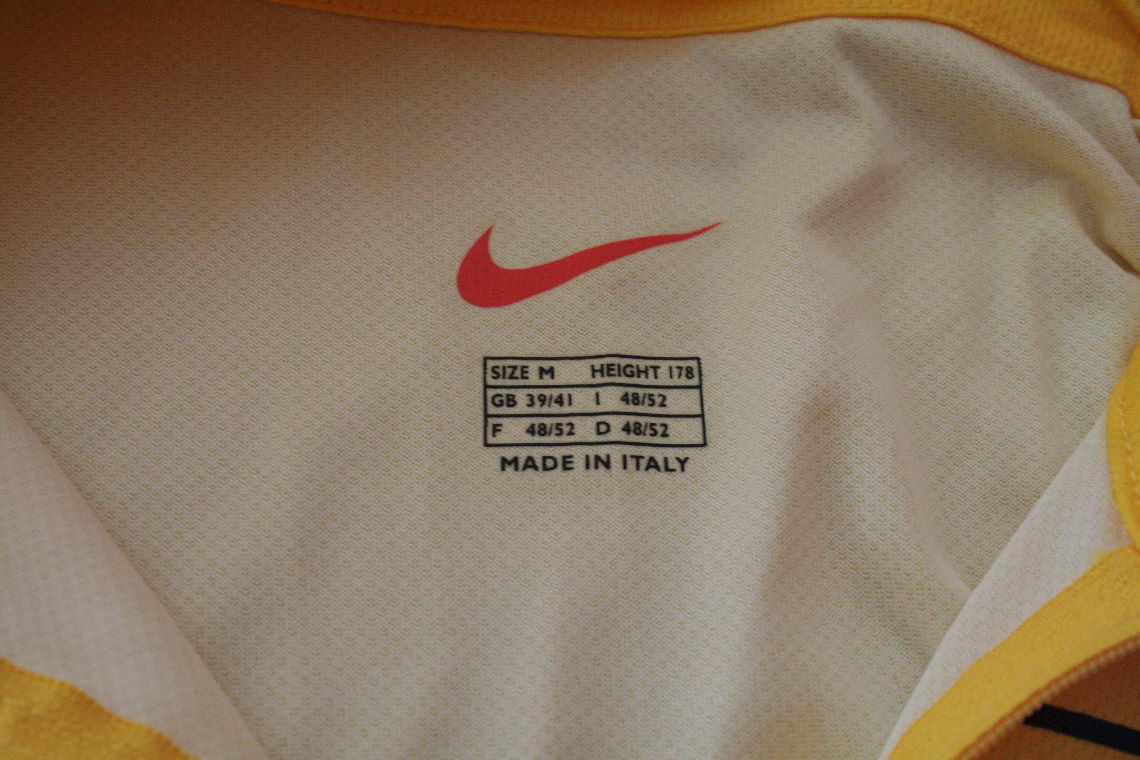 SIZE M HEIGHT 178
GB 39/41 I 48/52
F 48/52 D 48/52
MADE IN ITALY